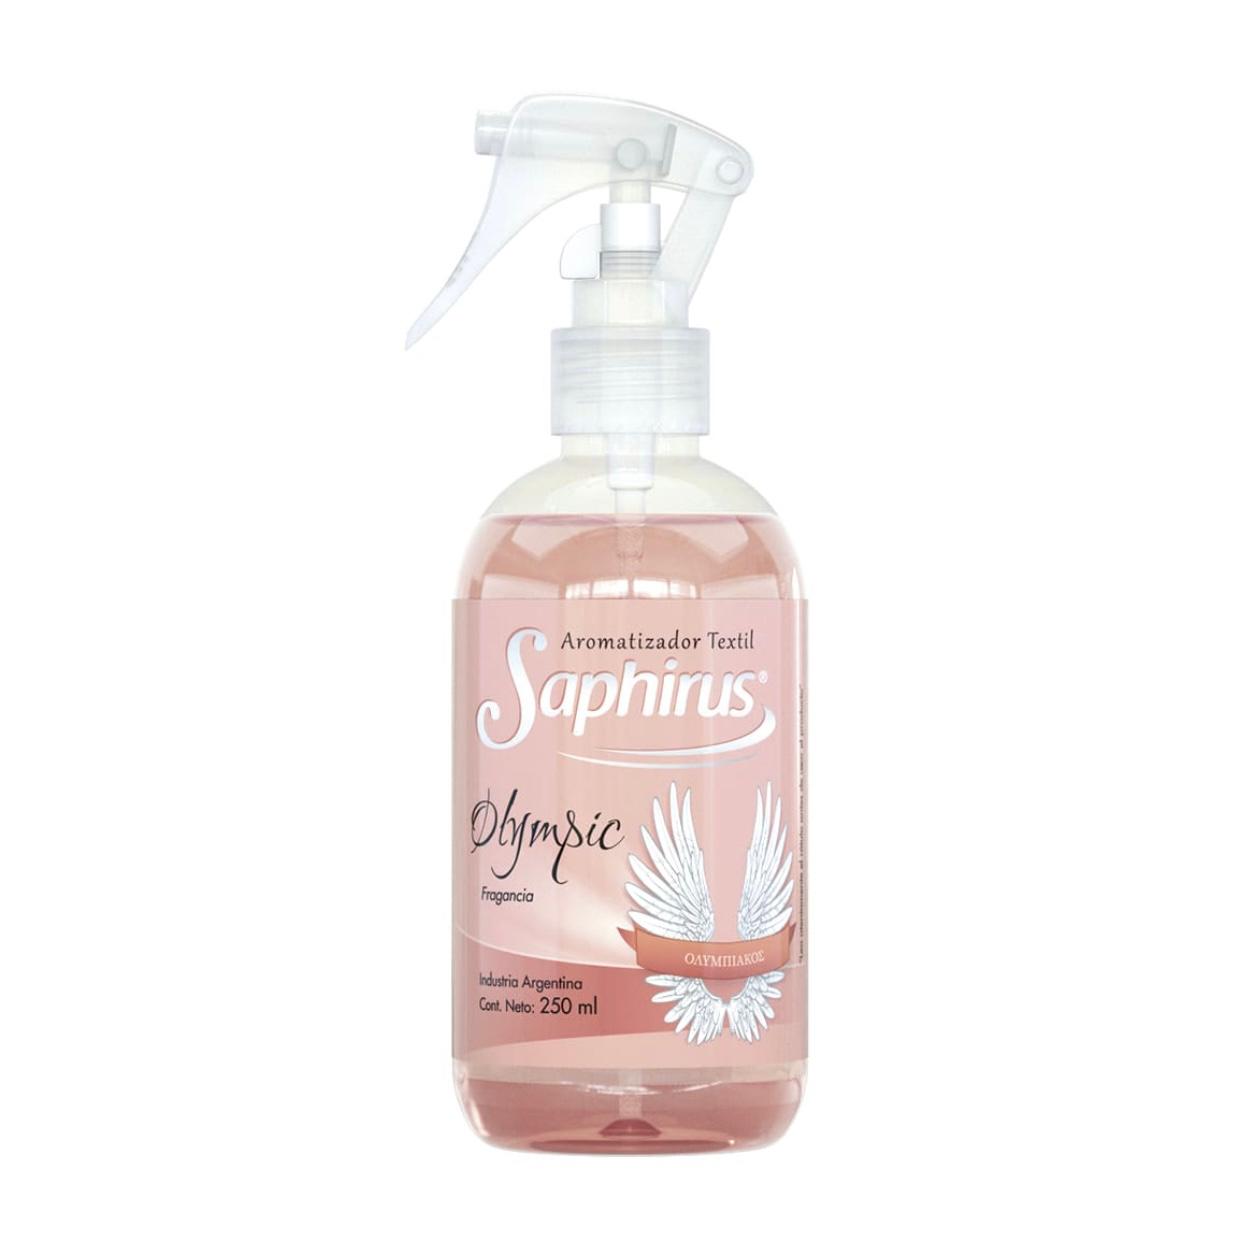 Aromatizador Textil
Saphirus®
Olympic
Fragancia
ΟΛΥΜΠΙΑΚΟΣ
Industria Argentina
Cont. Neto: 250 ml